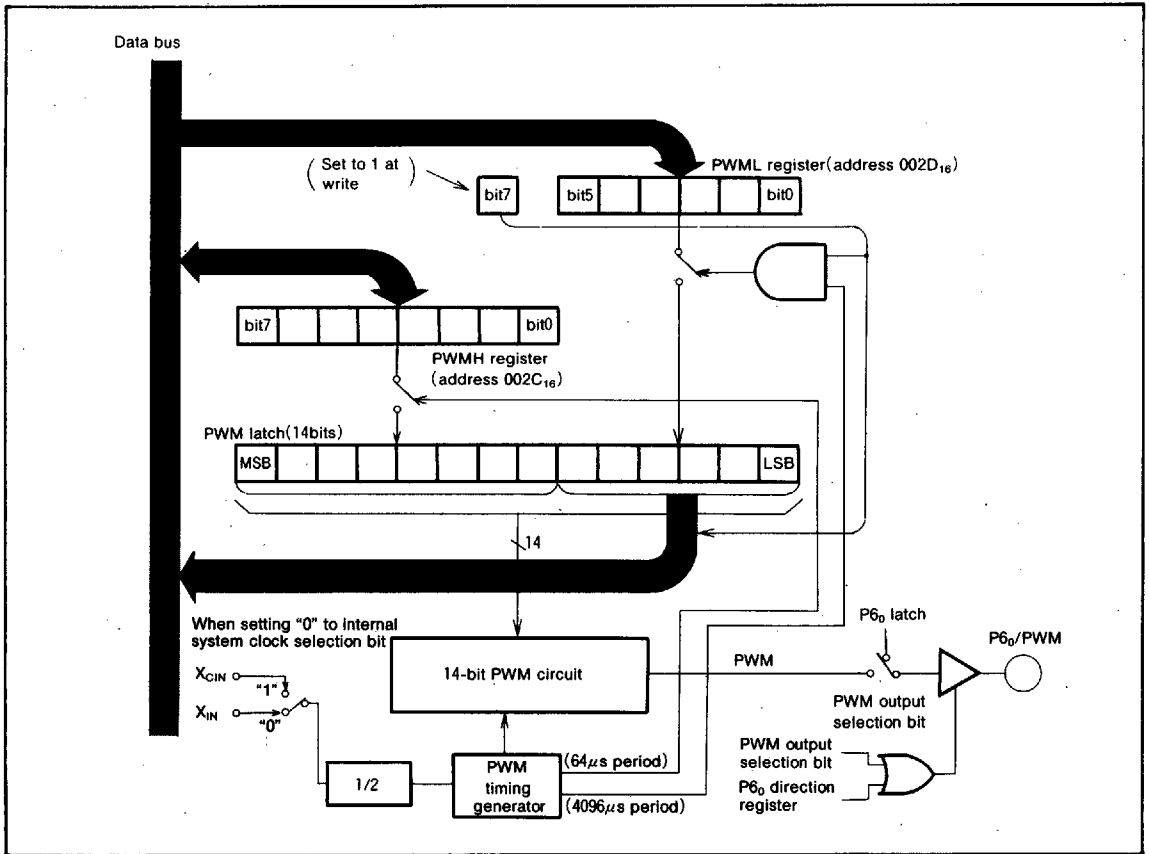 Data bus
( Set to 1 at
write )
PWML register(address 002D₁₆)
bit7
bit5
bit0
bit7
bit0
PWMH register
(address 002C₁₆)
PWM latch(14bits)
MSB
LSB
14
When setting “0” to internal
system clock selection bit
XCIN
“1”
XIN
“0”
14-bit PWM circuit
PWM
P6₀ latch
P6₀/PWM
PWM output
selection bit
1/2
PWM
timing
generator
(64μs period)
(4096μs period)
PWM output
selection bit
P6₀ direction
register